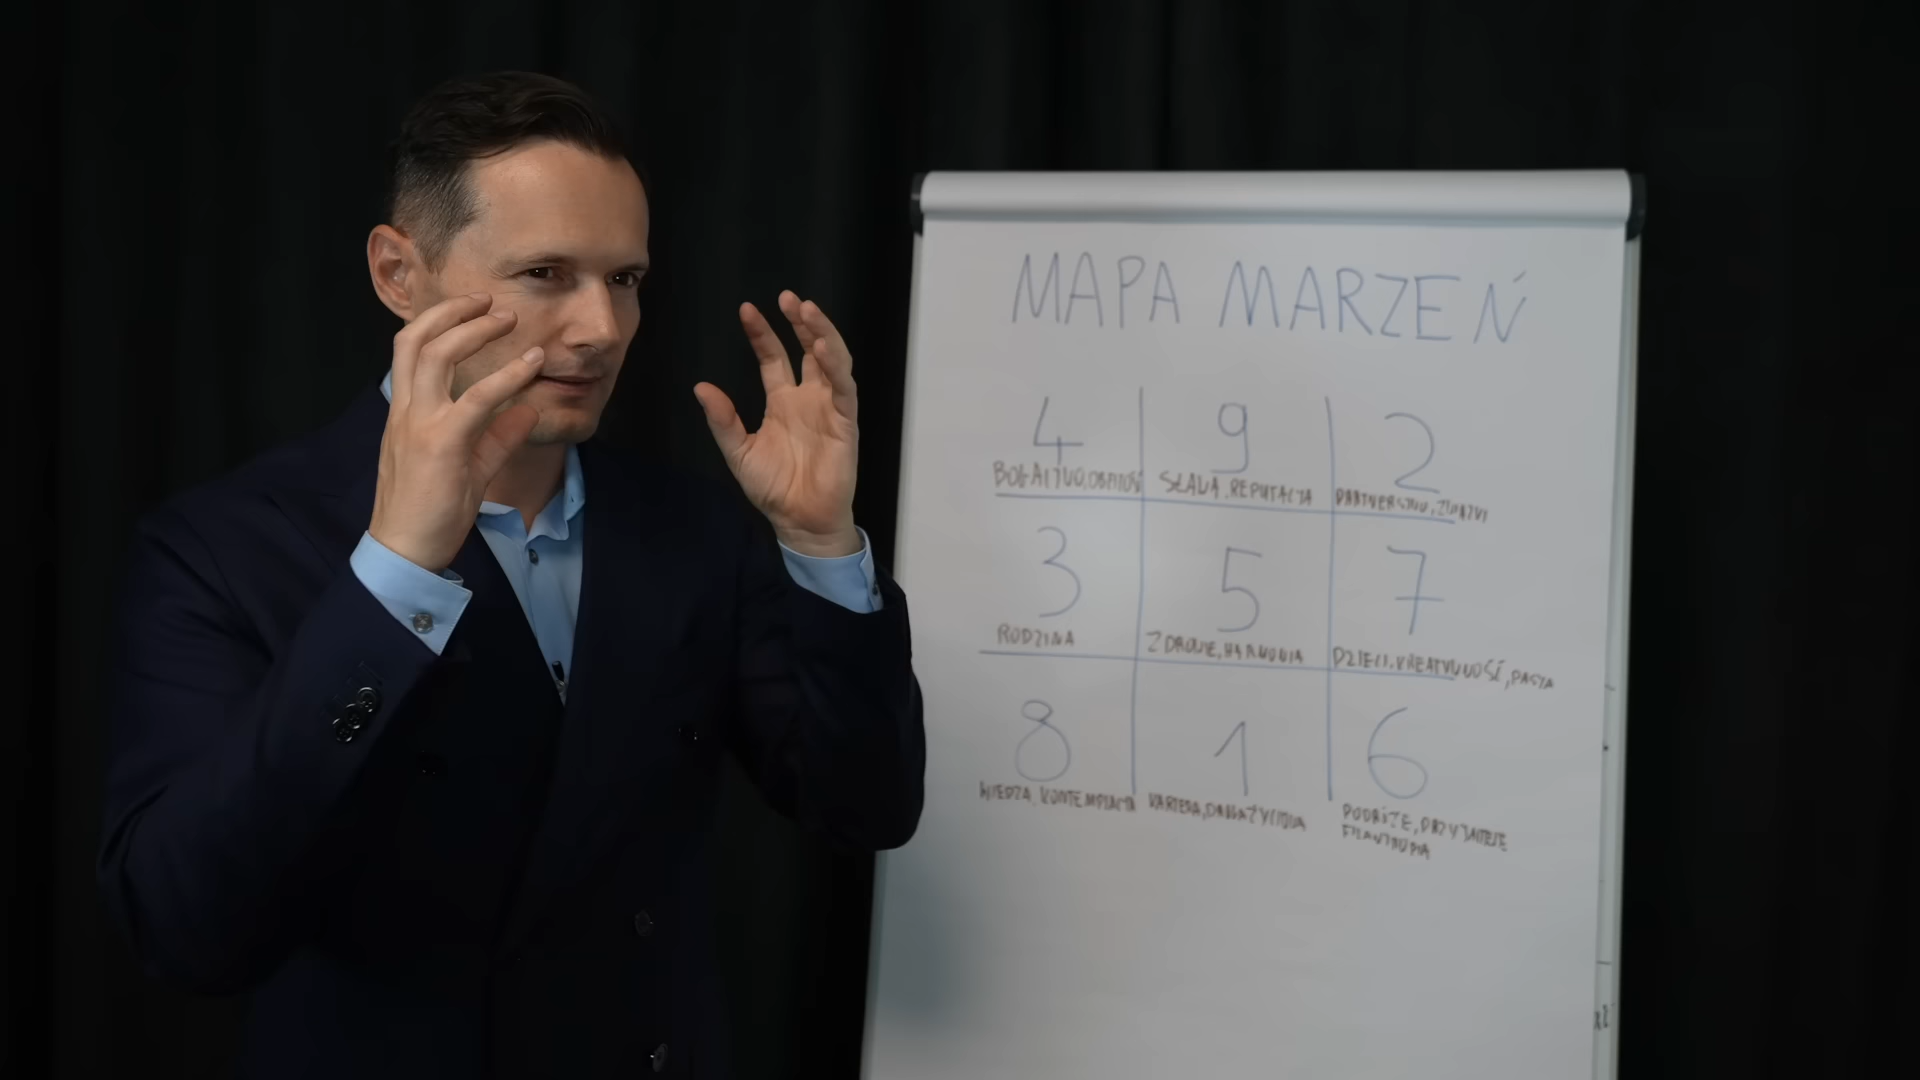 MAPA MARZEŃ
4 9 2
BOGACTWO, OBFITOŚĆ SŁAWA, REPUTACJA PARTNERSTWO, ZWIĄZKI
3 5 7
RODZINA ZDROWIE, HARMONIA DZIECI, KREATYWNOŚĆ, PASJA
8 1 6
WIEDZA, KONTEMPLACJA KARIERA, DROGA ŻYCIOWA PODRÓŻE, PRZYJACIELE
FILANTROPIA